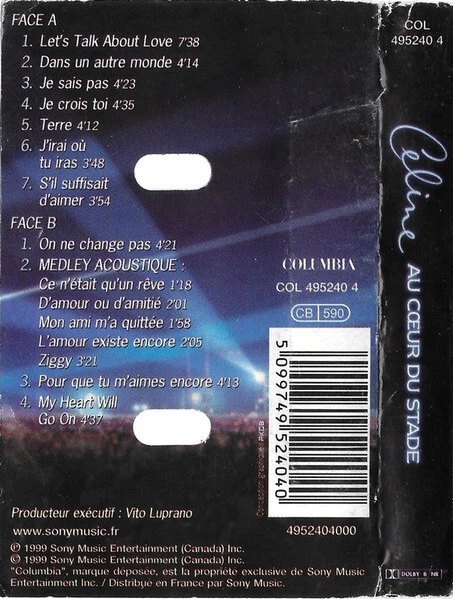 FACE A
1. Let's Talk About Love 7'38
2. Dans un autre monde 4'14
3. Je sais pas 4'23
4. Je crois toi 4'35
5. Terre 4'12
6. J'irai où
tu iras 3'48
7. S'il suffisait
d'aimer 3'54
FACE B
1. On ne change pas 4'21
2. MEDLEY ACOUSTIQUE :
Ce n'était qu'un rêve 1'18
D'amour ou d'amitié 2'01
Mon ami m'a quittée 1'58
L'amour existe encore 2'05
Ziggy 3'21
3. Pour que tu m'aimes encore 4'13
4. My Heart Will
Go On 4'37
Producteur exécutif : Vito Luprano
www.sonymusic.fr
℗ 1999 Sony Music Entertainment (Canada) Inc.
© 1999 Sony Music Entertainment (Canada) Inc.
"Columbia", marque déposée, est la propriété exclusive de Sony Music
Entertainment Inc. / Distribué en France par Sony Music.
COLUMBIA
COL 495240 4
CB 590
5 099749 524040
Conception graphique : FKGB
4952404000
COL
495240 4
Céline
AU CŒUR DU STADE
DOLBY B NR